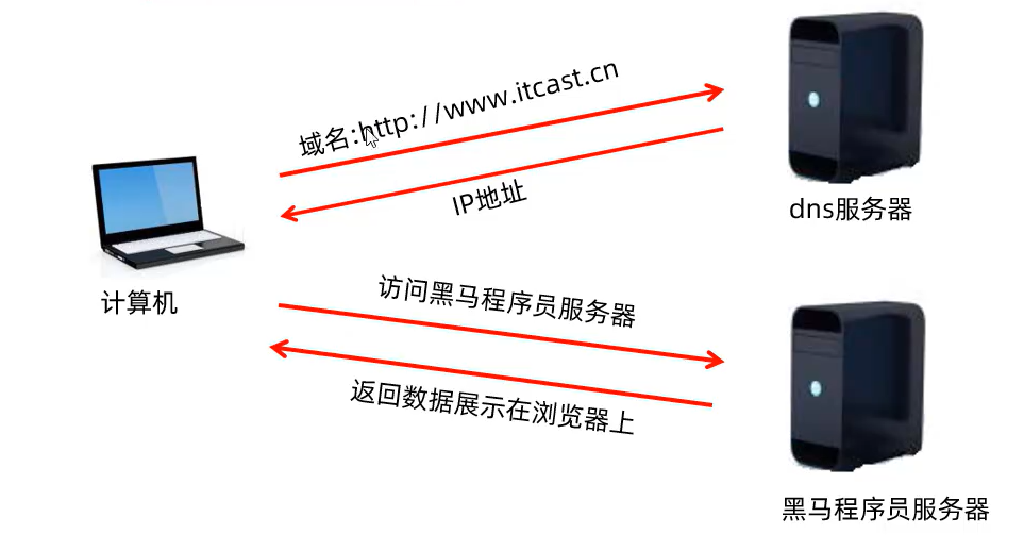 域名:http://www.itcast.cn
IP地址
dns服务器
计算机
访问黑马程序员服务器
返回数据展示在浏览器上
黑马程序员服务器